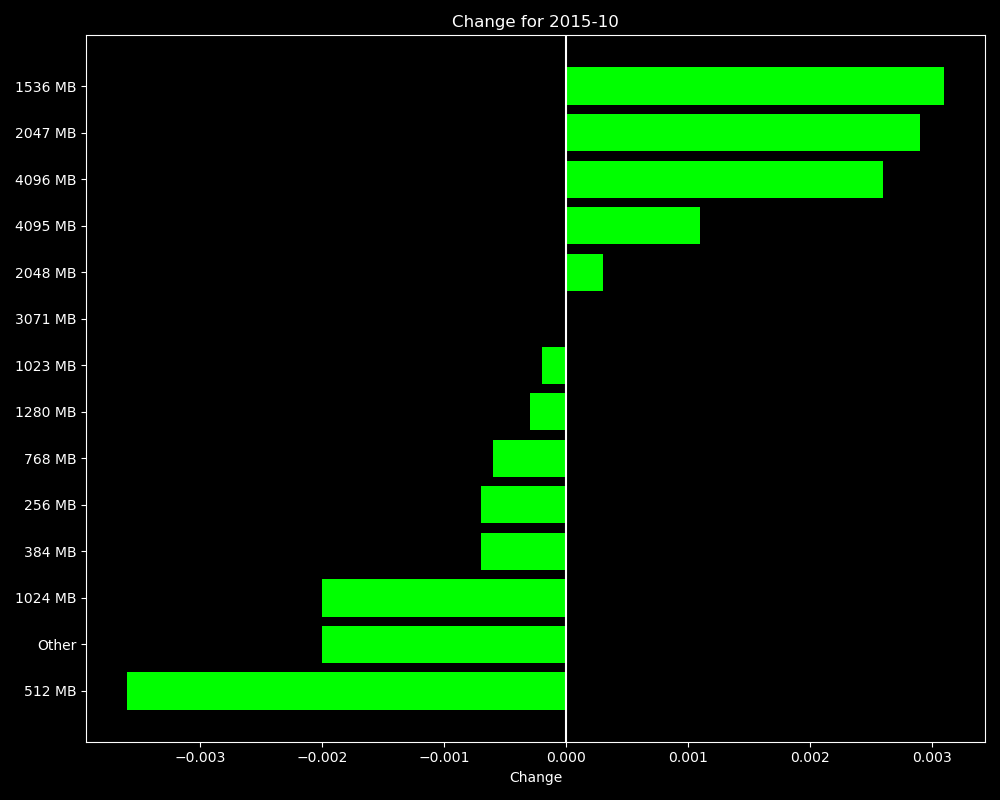 Change for 2015-10
1536 MB
2047 MB
4096 MB
4095 MB
2048 MB
3071 MB
1023 MB
1280 MB
768 MB
256 MB
384 MB
1024 MB
Other
512 MB
−0.003 −0.002 −0.001 0.000 0.001 0.002 0.003
Change